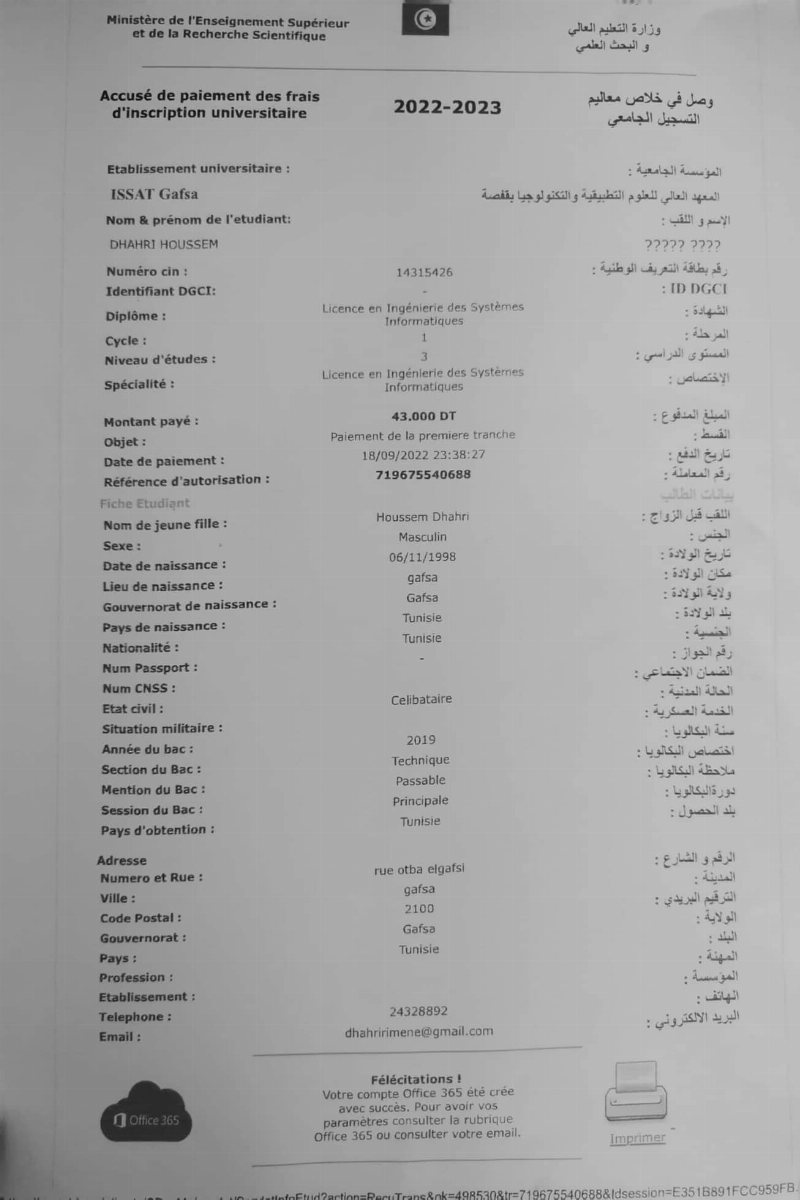 Ministère de l'Enseignement Supérieur
et de la Recherche Scientifique
وزارة التعليم العالي
و البحث العلمي
Accusé de paiement des frais
d'inscription universitaire
2022-2023
وصل في خلاص معاليم
التسجيل الجامعي
Etablissement universitaire : المؤسسة الجامعية :
ISSAT Gafsa المعهد العالي للعلوم التطبيقية والتكنولوجيا بقفصة
Nom & prénom de l'etudiant: الإسم و اللقب :
DHAHRI HOUSSEM ????? ????
Numéro cin : 14315426 رقم بطاقة التعريف الوطنية :
Identifiant DGCI: - ID DGCI :
Diplôme : Licence en Ingénierie des Systèmes Informatiques الشهادة :
Cycle : 1 المرحلة :
Niveau d'études : 3 المستوى الدراسي :
Spécialité : Licence en Ingénierie des Systèmes Informatiques الإختصاص :
Montant payé : 43.000 DT المبلغ المدفوع :
Objet : Paiement de la premiere tranche القسط :
Date de paiement : 18/09/2022 23:38:27 تاريخ الدفع :
Référence d'autorisation : 719675540688 رقم المعاملة :
Fiche Etudiant بيانات الطالب
Nom de jeune fille : Houssem Dhahri اللقب قبل الزواج :
Sexe : Masculin الجنس :
Date de naissance : 06/11/1998 تاريخ الولادة :
Lieu de naissance : gafsa مكان الولادة :
Gouvernorat de naissance : Gafsa ولاية الولادة :
Pays de naissance : Tunisie بلد الولادة :
Nationalité : Tunisie الجنسية :
Num Passport : - رقم الجواز :
Num CNSS : الضمان الاجتماعي :
Etat civil : Celibataire الحالة المدنية :
Situation militaire : الخدمة العسكرية :
Année du bac : 2019 سنة البكالوريا :
Section du Bac : Technique اختصاص البكالوريا :
Mention du Bac : Passable ملاحظة البكالوريا :
Session du Bac : Principale دورة البكالوريا :
Pays d'obtention : Tunisie بلد الحصول :
Adresse
Numero et Rue : rue otba elgafsi الرقم و الشارع :
Ville : gafsa المدينة :
Code Postal : 2100 الترقيم البريدي :
Gouvernorat : Gafsa الولاية :
Pays : Tunisie البلد :
Profession : المهنة :
Etablissement : المؤسسة :
Telephone : 24328892 الهاتف :
Email : dhahririmene@gmail.com البريد الالكتروني :
Office 365
Félécitations !
Votre compte Office 365 été crée
avec succés. Pour avoir vos
paramètres consulter la rubrique
Office 365 ou consulter votre email.
Imprimer
action=RecuTrans&ok=498530&tr=719675540688&Idsession=E351B891FCC959FB